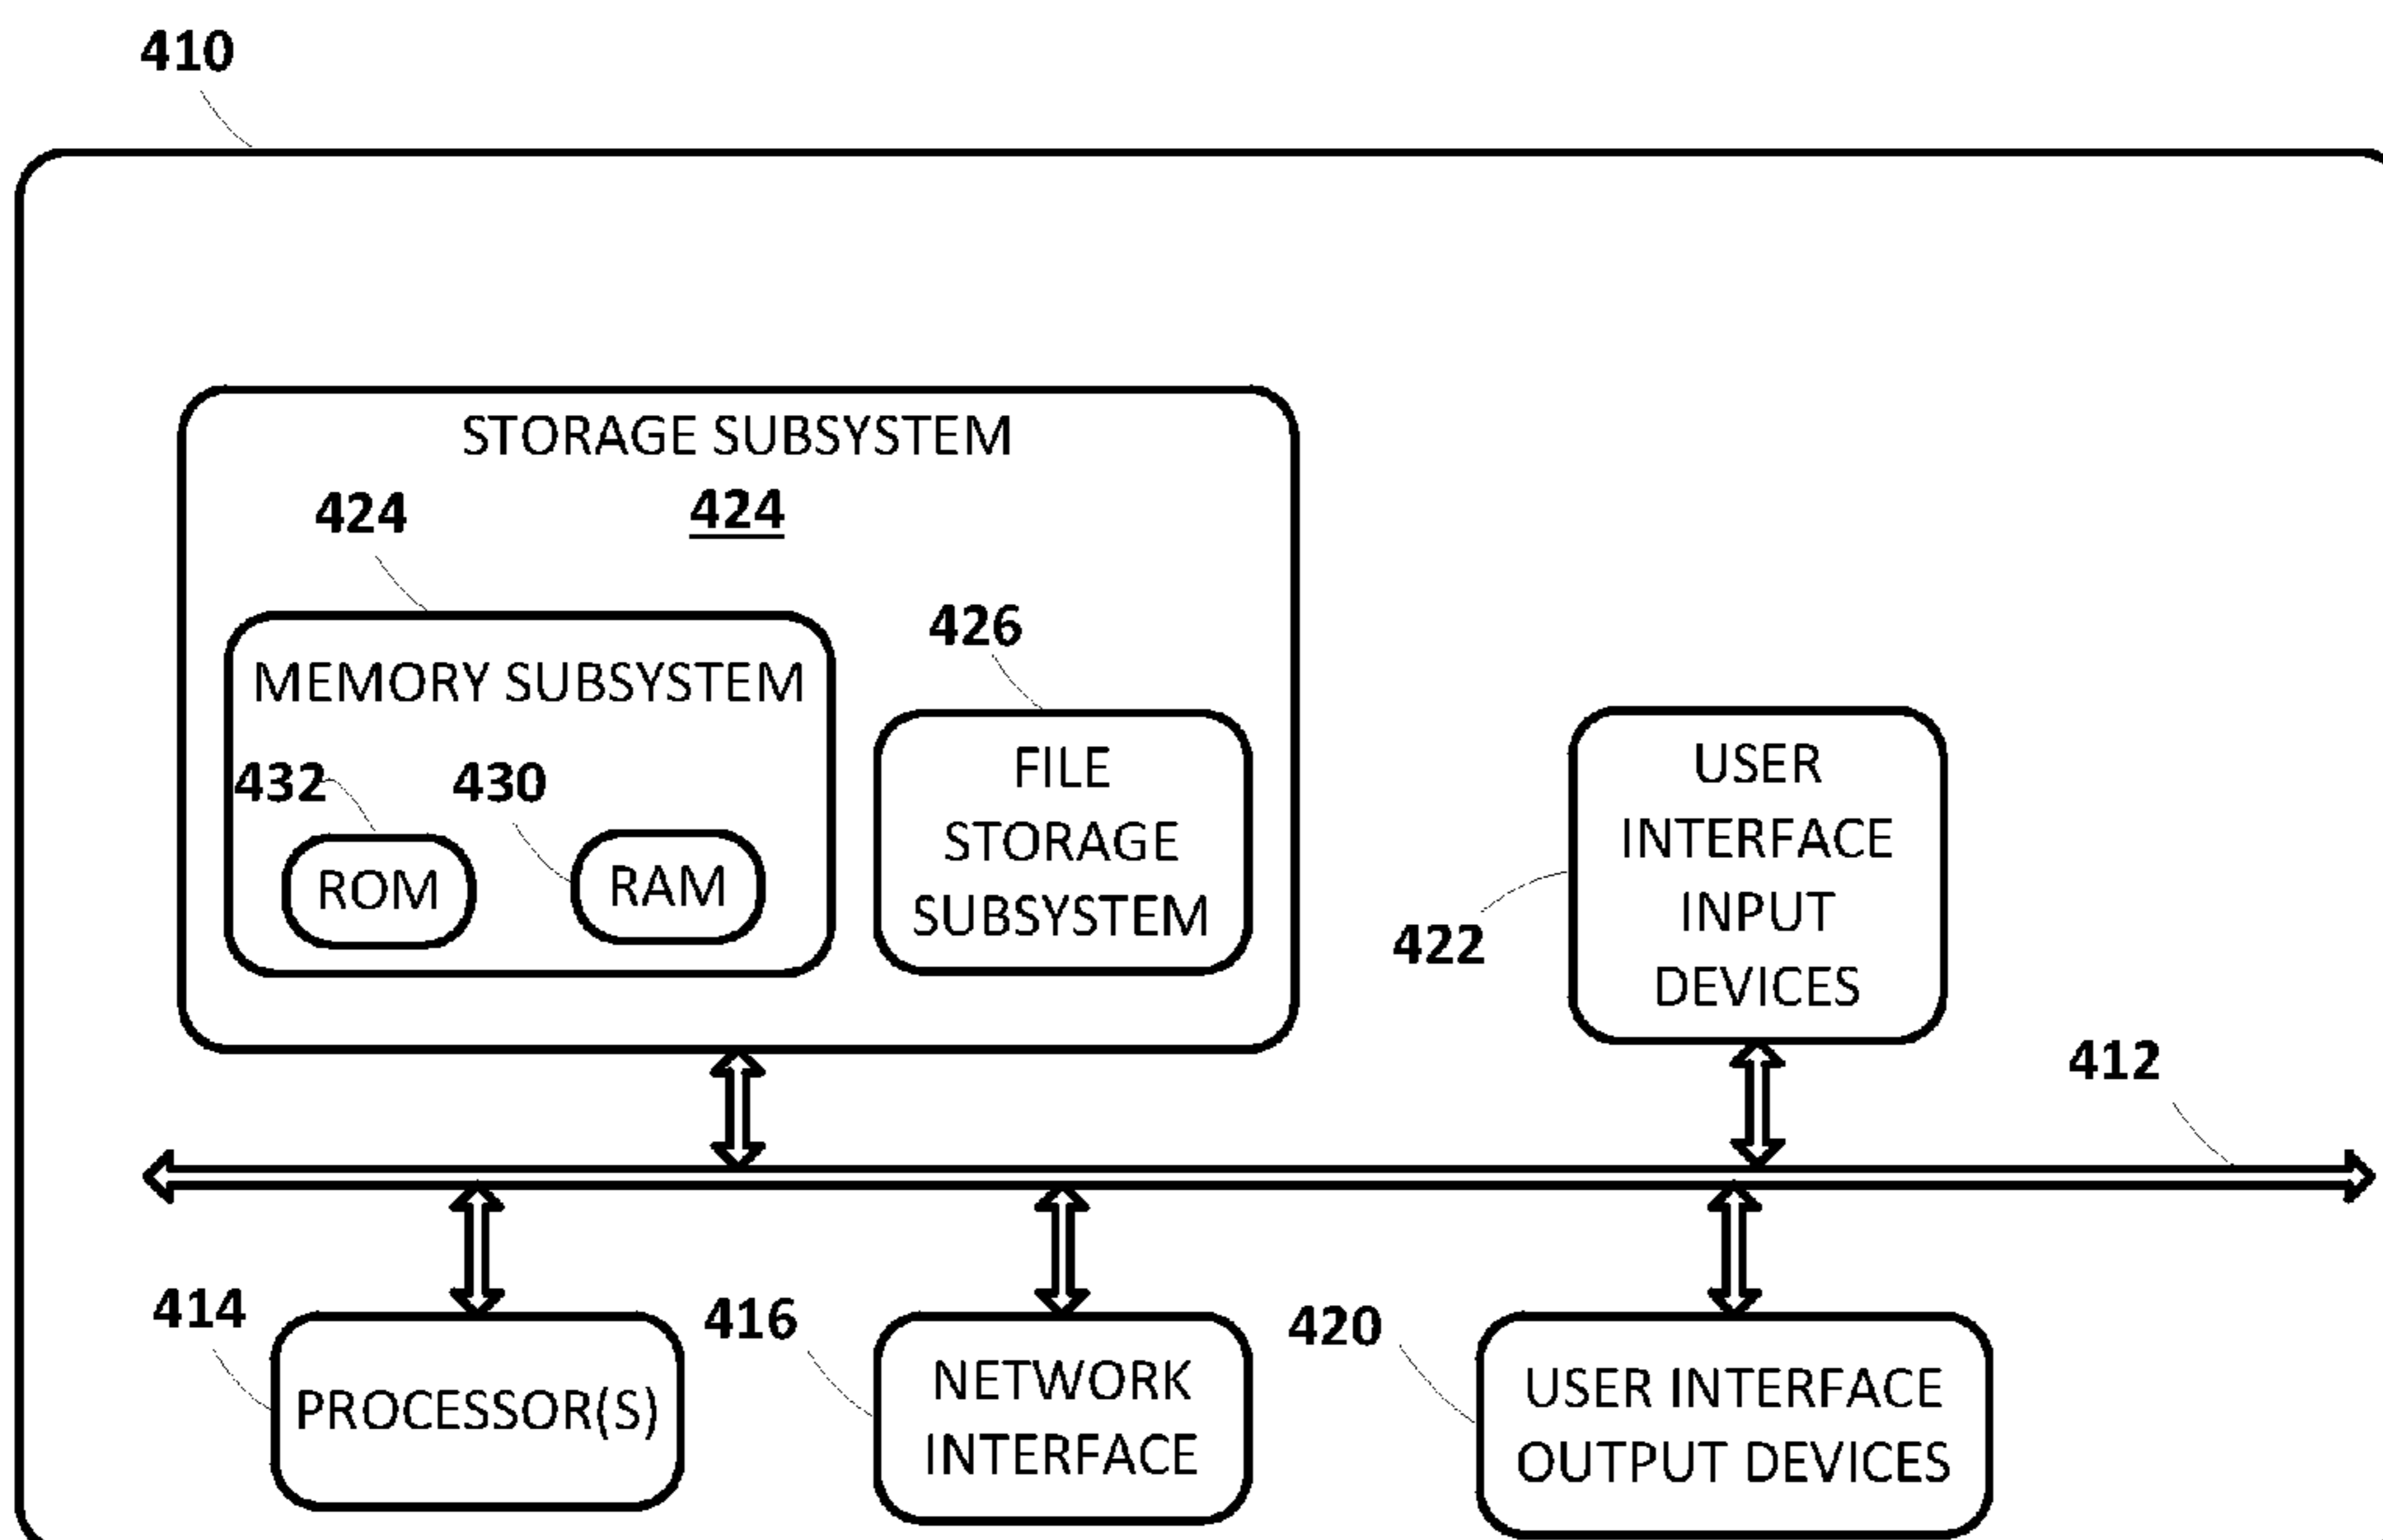 410
STORAGE SUBSYSTEM
424
424
MEMORY SUBSYSTEM
432
430
ROM
RAM
426
FILE
STORAGE
SUBSYSTEM
USER
INTERFACE
INPUT
DEVICES
422
412
414
PROCESSOR(S)
416
NETWORK
INTERFACE
420
USER INTERFACE
OUTPUT DEVICES